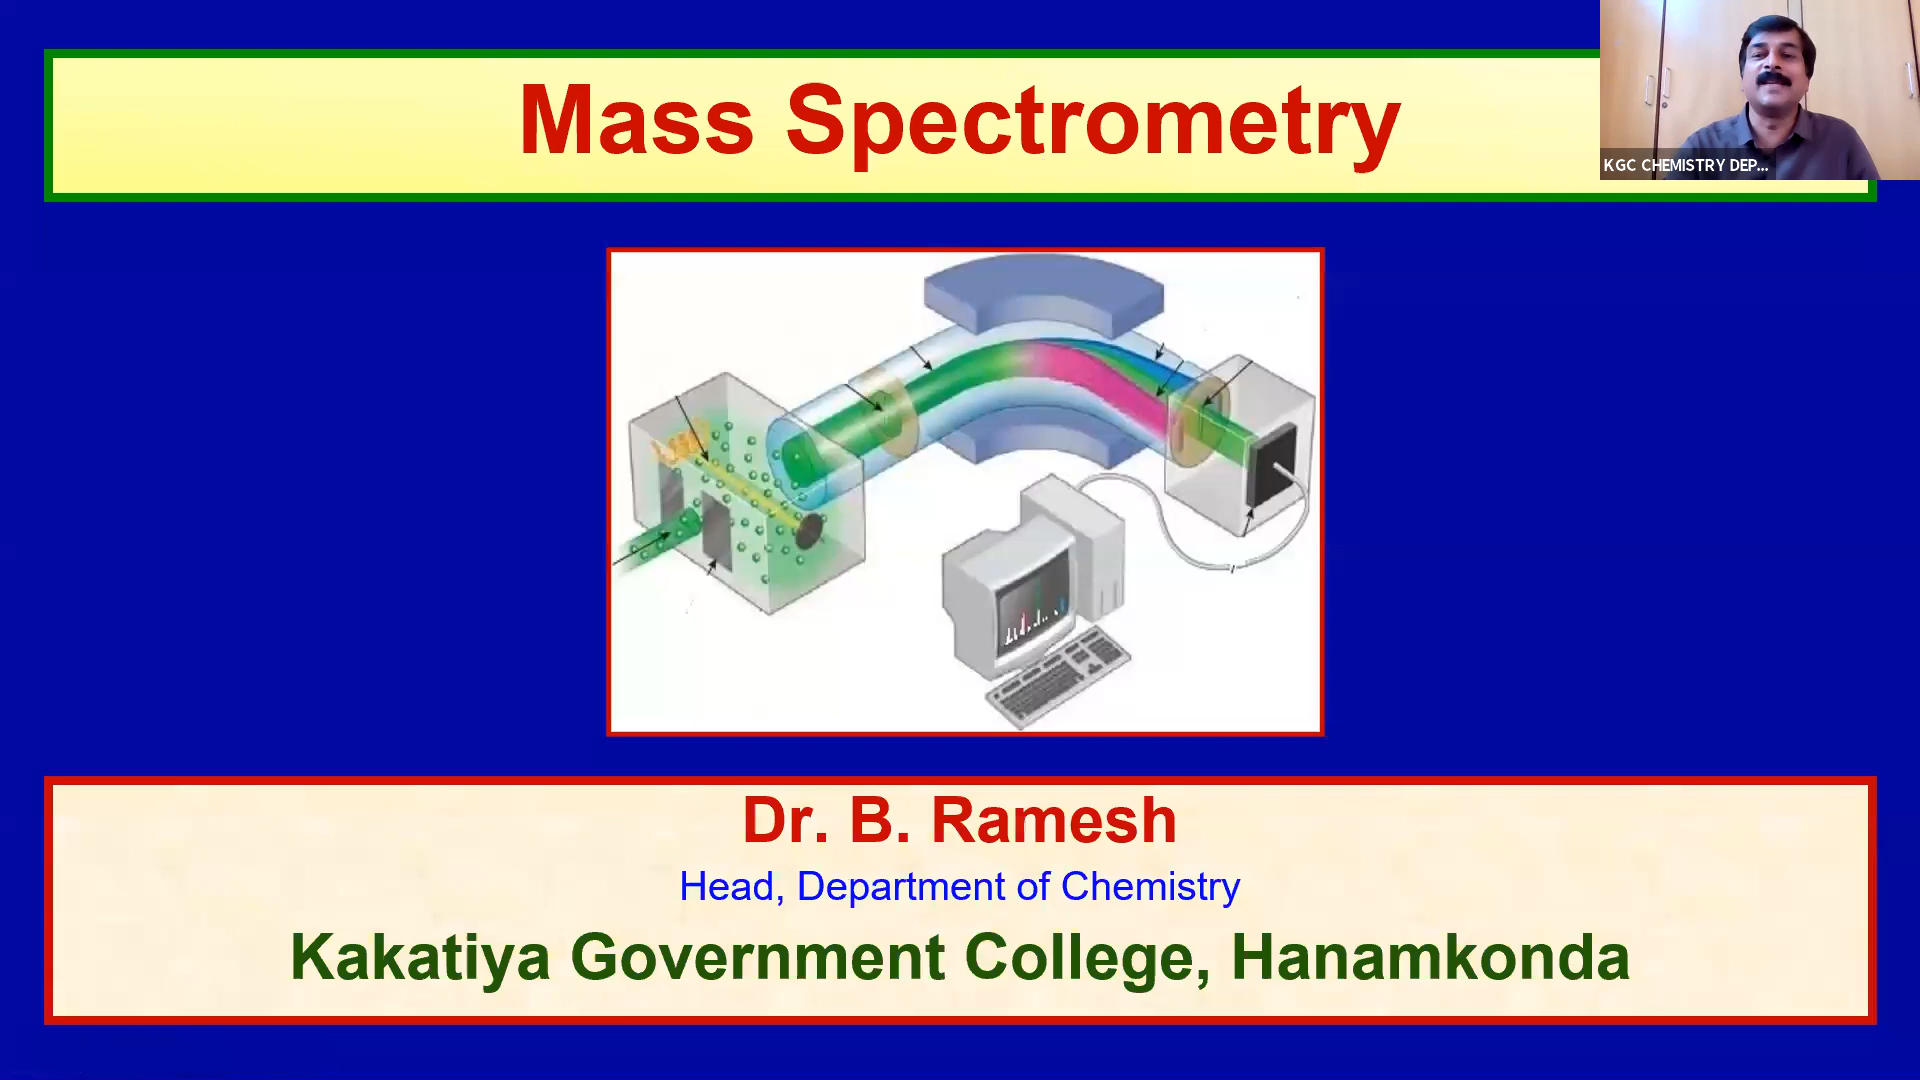 Mass Spectrometry
KGC CHEMISTRY DEP...
Dr. B. Ramesh
Head, Department of Chemistry
Kakatiya Government College, Hanamkonda